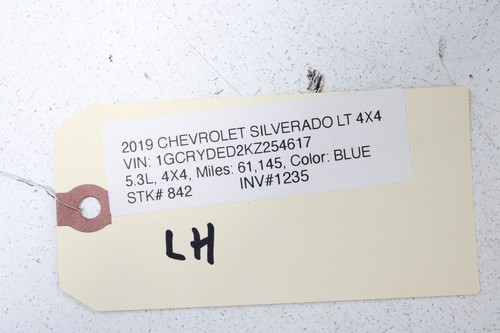 2019 CHEVROLET SILVERADO LT 4X4
VIN: 1GCRYDED2KZ254617
5.3L, 4X4, Miles: 61,145, Color: BLUE
STK# 842 INV#1235
LH